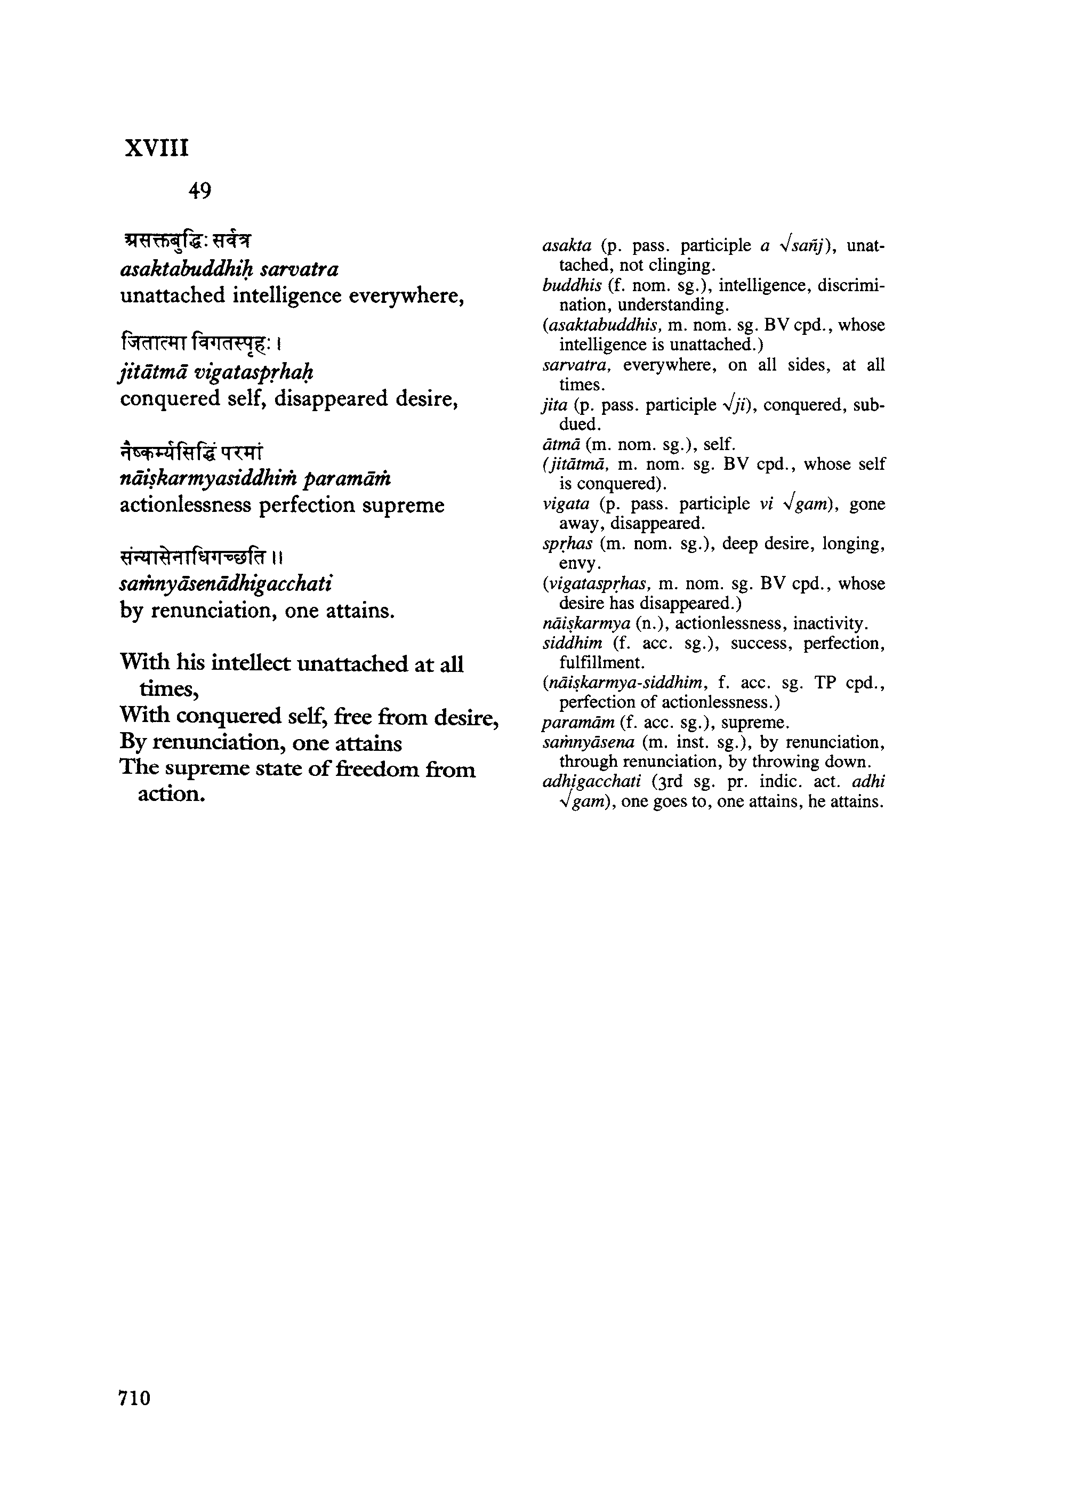 XVIII
49
असक्तबुद्धिः सर्वत्र
asaktabuddhiḥ sarvatra
unattached intelligence everywhere,
जितात्मा विगतस्पृहः ।
jitātmā vigataspṛhaḥ
conquered self, disappeared desire,
नैष्कर्म्यसिद्धिं परमां
nāiṣkarmyasiddhiṁ paramāṁ
actionlessness perfection supreme
संन्यासेनाधिगच्छति ॥
saṁnyāsenādhigacchati
by renunciation, one attains.
With his intellect unattached at all
times,
With conquered self, free from desire,
By renunciation, one attains
The supreme state of freedom from
action.
asakta (p. pass. participle a √sañj), unat-
tached, not clinging.
buddhis (f. nom. sg.), intelligence, discrimi-
nation, understanding.
(asaktabuddhis, m. nom. sg. BV cpd., whose
intelligence is unattached.)
sarvatra, everywhere, on all sides, at all
times.
jita (p. pass. participle √ji), conquered, sub-
dued.
ātmā (m. nom. sg.), self.
(jitātmā, m. nom. sg. BV cpd., whose self
is conquered).
vigata (p. pass. participle vi √gam), gone
away, disappeared.
spṛhas (m. nom. sg.), deep desire, longing,
envy.
(vigataspṛhas, m. nom. sg. BV cpd., whose
desire has disappeared.)
nāiṣkarmya (n.), actionlessness, inactivity.
siddhim (f. acc. sg.), success, perfection,
fulfillment.
(nāiṣkarmya-siddhim, f. acc. sg. TP cpd.,
perfection of actionlessness.)
paramām (f. acc. sg.), supreme.
saṁnyāsena (m. inst. sg.), by renunciation,
through renunciation, by throwing down.
adhigacchati (3rd sg. pr. indic. act. adhi
√gam), one goes to, one attains, he attains.
710